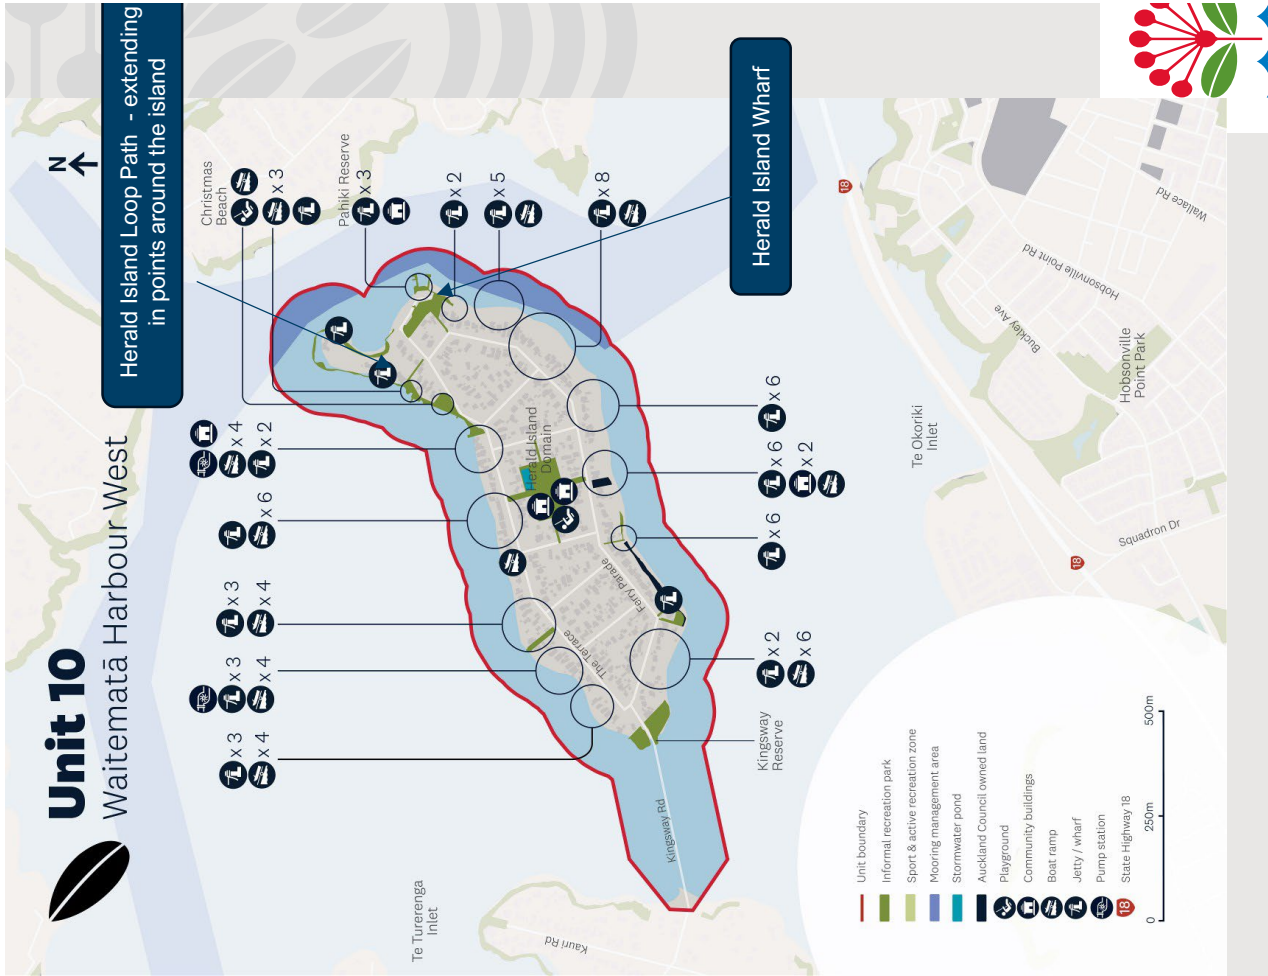 Unit 10
Waitematā Harbour West
N
Herald Island Loop Path - extending
in points around the island
Herald Island Wharf
Christmas
Beach
x 3
Pahiki Reserve
x 3
x 2
x 5
x 8
x 4
x 2
x 6
x 3
x 4
x 3
x 4
x 3
x 4
x 6
x 6
x 2
x 6
x 2
x 6
Herald Island
Domain
Ferry Parade
The Terrace
Kingsway
Reserve
Kingsway Rd
Te Turerenga
Inlet
Kauri Rd
Te Okoriki
Inlet
Squadron Dr
Buckley Ave
Hobsonville Point Rd
Wallace Rd
Hobsonville
Point Park
18
18
Unit boundary
Informal recreation park
Sport & active recreation zone
Mooring management area
Stormwater pond
Auckland Council owned land
Playground
Community buildings
Boat ramp
Jetty / wharf
Pump station
18 State Highway 18
0 250m 500m